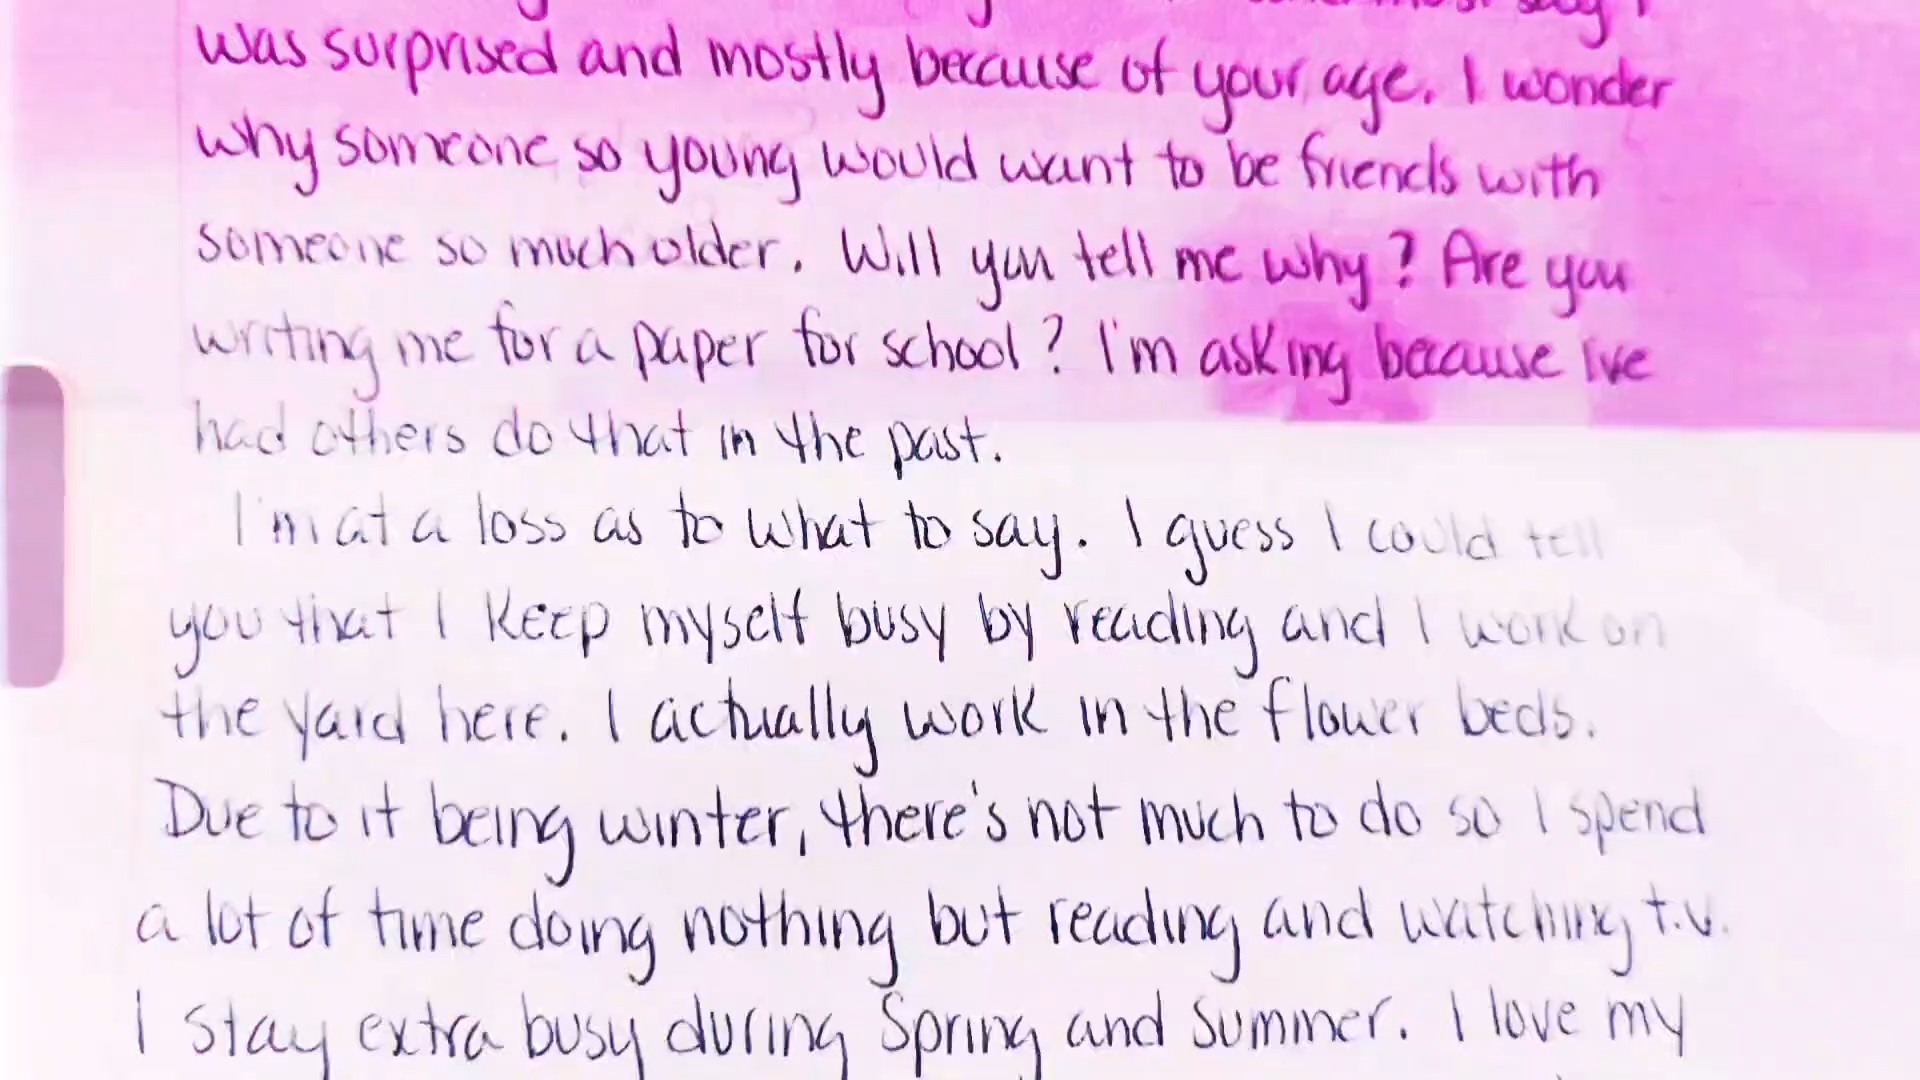 must say I
was surprised and mostly because of your age. I wonder
why someone so young would want to be friends with
someone so much older. Will you tell me why? Are you
writing me for a paper for school? I'm asking because ive
had others do that in the past.
I'm at a loss as to what to say. I guess I could tell
you that I keep myself busy by reading and I work on
the yard here. I actually work in the flower beds.
Due to it being winter, there's not much to do so I spend
a lot of time doing nothing but reading and watching t.v.
I stay extra busy during Spring and Summer. I love my